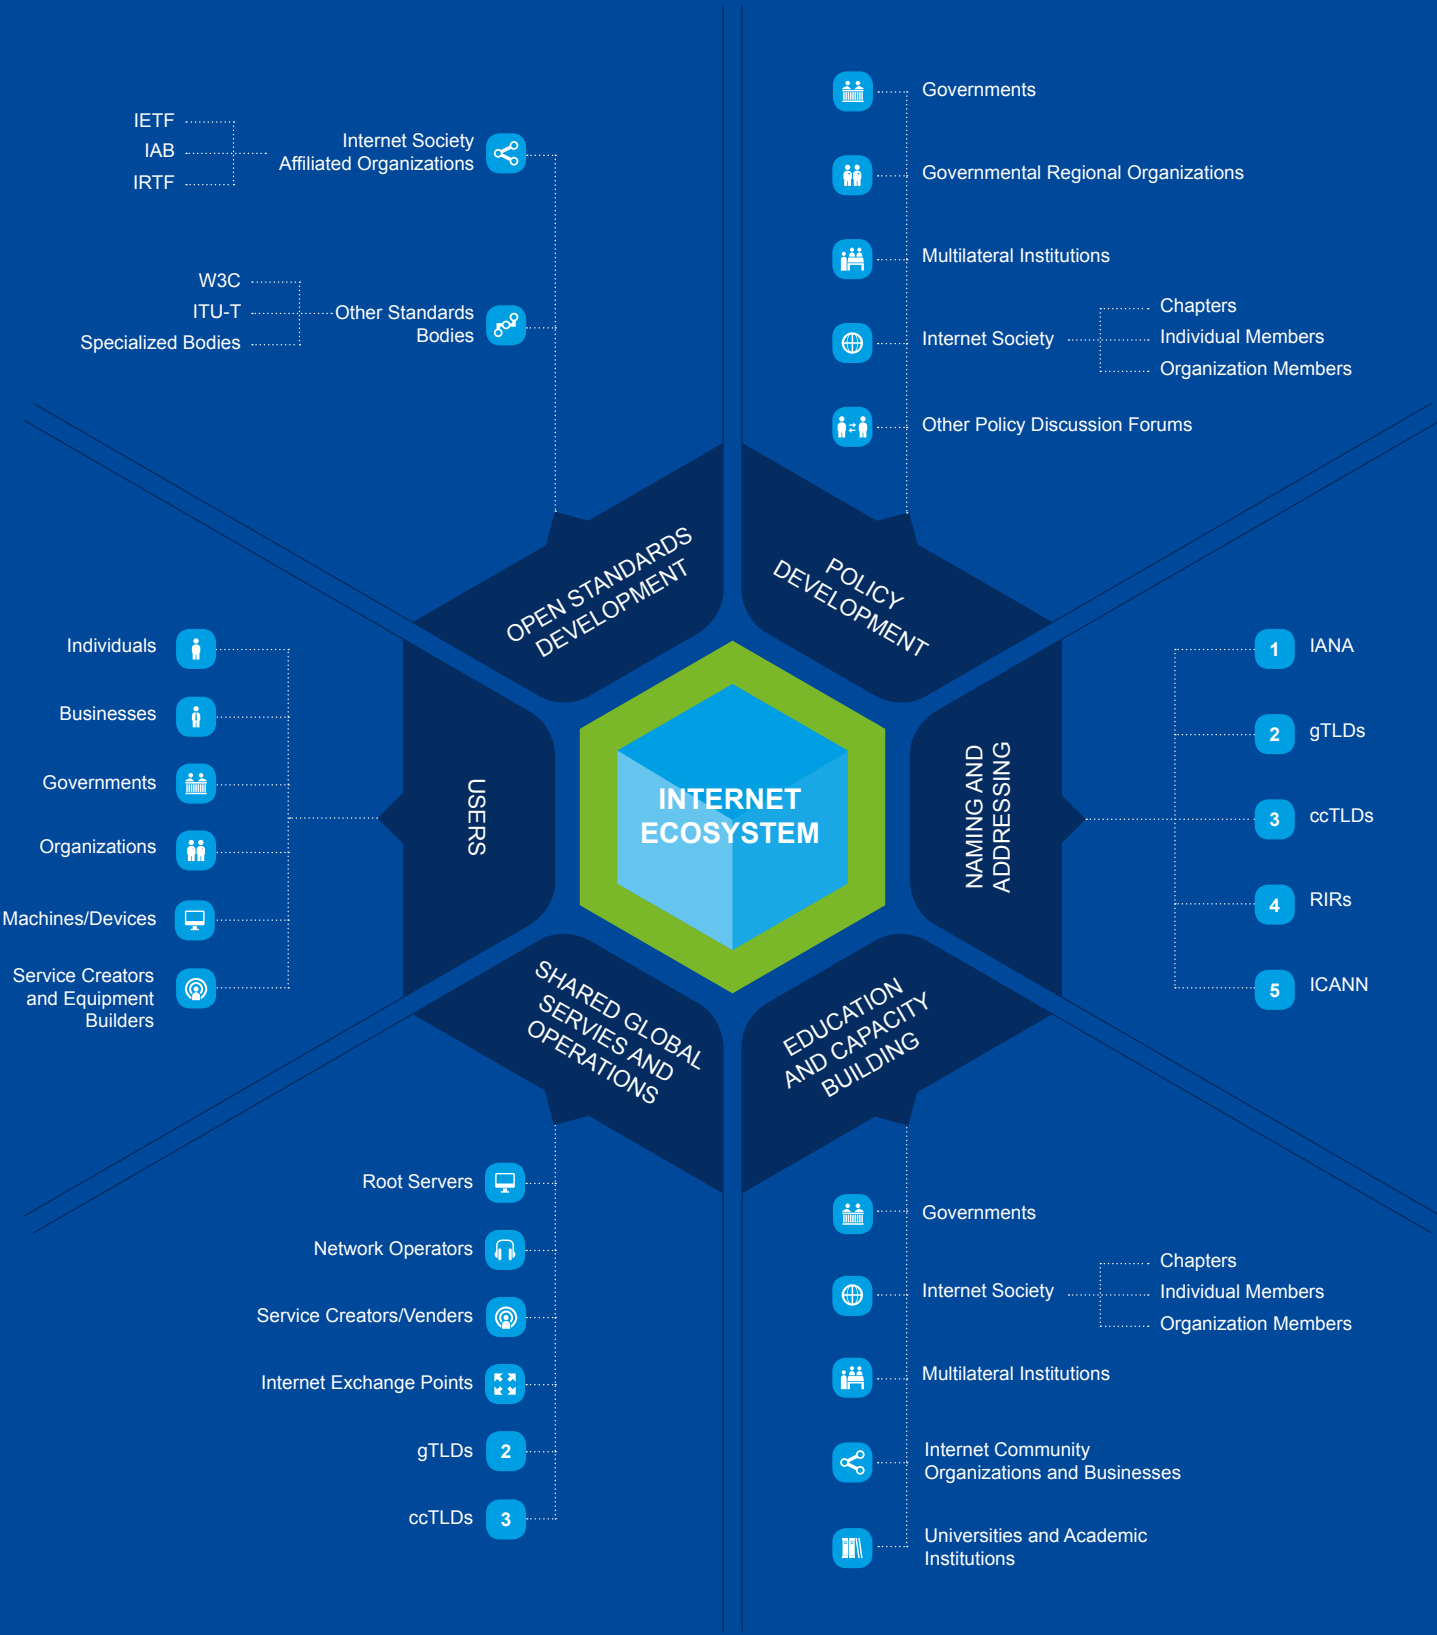 IETF
IAB
IRTF
Internet Society
Affiliated Organizations
W3C
ITU-T
Specialized Bodies
Other Standards
Bodies
OPEN STANDARDS
DEVELOPMENT
Governments
Governmental Regional Organizations
Multilateral Institutions
Internet Society
Chapters
Individual Members
Organization Members
Other Policy Discussion Forums
POLICY
DEVELOPMENT
Individuals
Businesses
Governments
Organizations
Machines/Devices
Service Creators
and Equipment
Builders
USERS
INTERNET
ECOSYSTEM
NAMING AND
ADDRESSING
1 IANA
2 gTLDs
3 ccTLDs
4 RIRs
5 ICANN
SHARED GLOBAL
SERVIES AND
OPERATIONS
Root Servers
Network Operators
Service Creators/Venders
Internet Exchange Points
gTLDs 2
ccTLDs 3
EDUCATION
AND CAPACITY
BUILDING
Governments
Internet Society
Chapters
Individual Members
Organization Members
Multilateral Institutions
Internet Community
Organizations and Businesses
Universities and Academic
Institutions